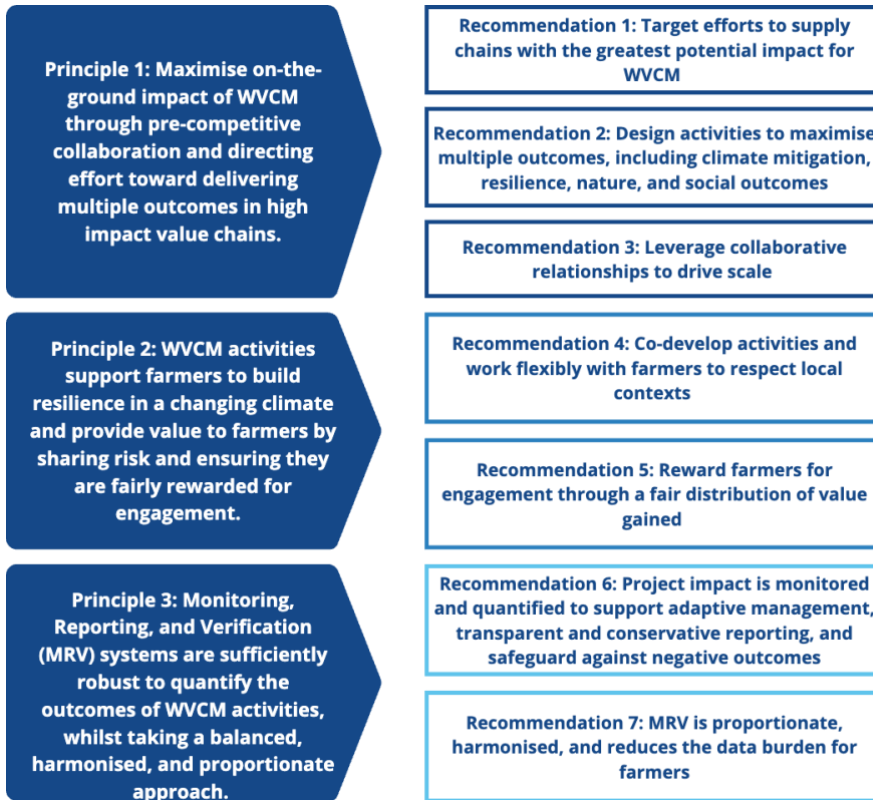 Principle 1: Maximise on-the-
ground impact of WVCM
through pre-competitive
collaboration and directing
effort toward delivering
multiple outcomes in high
impact value chains.
Recommendation 1: Target efforts to supply
chains with the greatest potential impact for
WVCM
Recommendation 2: Design activities to maximise
multiple outcomes, including climate mitigation,
resilience, nature, and social outcomes
Recommendation 3: Leverage collaborative
relationships to drive scale
Principle 2: WVCM activities
support farmers to build
resilience in a changing climate
and provide value to farmers by
sharing risk and ensuring they
are fairly rewarded for
engagement.
Recommendation 4: Co-develop activities and
work flexibly with farmers to respect local
contexts
Recommendation 5: Reward farmers for
engagement through a fair distribution of value
gained
Principle 3: Monitoring,
Reporting, and Verification
(MRV) systems are sufficiently
robust to quantify the
outcomes of WVCM activities,
whilst taking a balanced,
harmonised, and proportionate
approach.
Recommendation 6: Project impact is monitored
and quantified to support adaptive management,
transparent and conservative reporting, and
safeguard against negative outcomes
Recommendation 7: MRV is proportionate,
harmonised, and reduces the data burden for
farmers